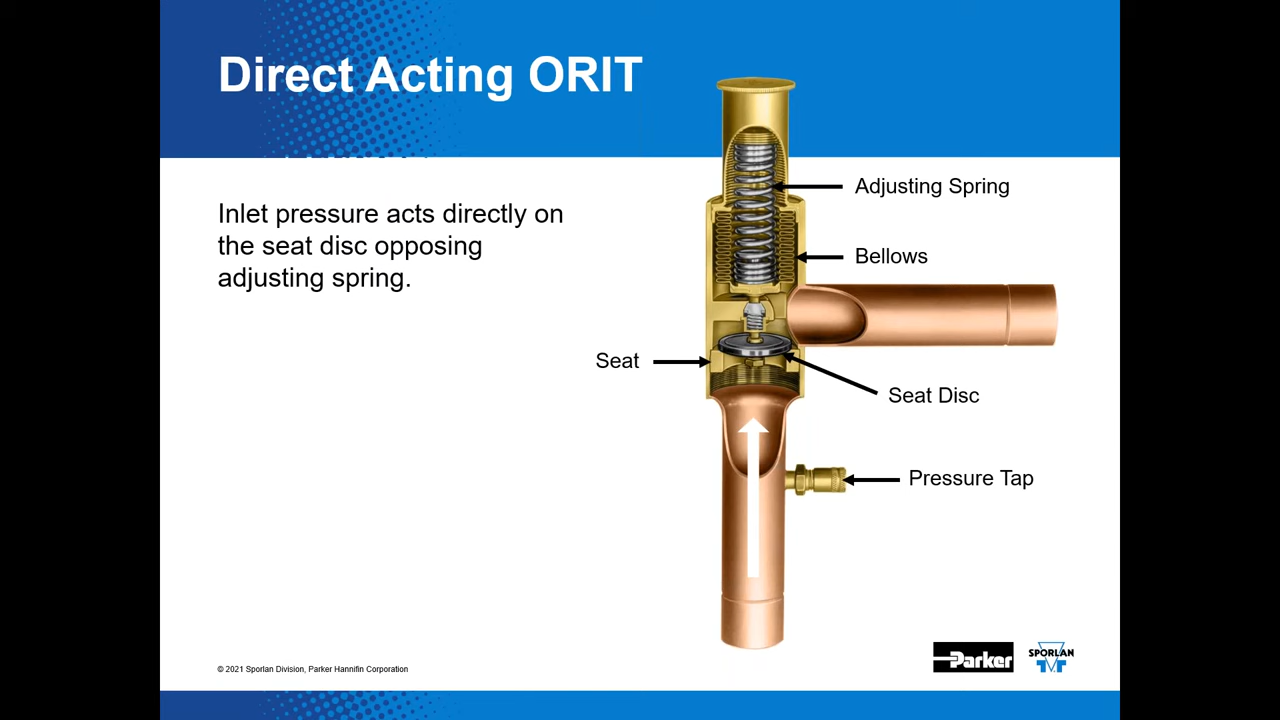 Direct Acting ORIT
Inlet pressure acts directly on
the seat disc opposing
adjusting spring.
Adjusting Spring
Bellows
Seat
Seat Disc
Pressure Tap
© 2021 Sporlan Division, Parker Hannifin Corporation
Parker
SPORLAN